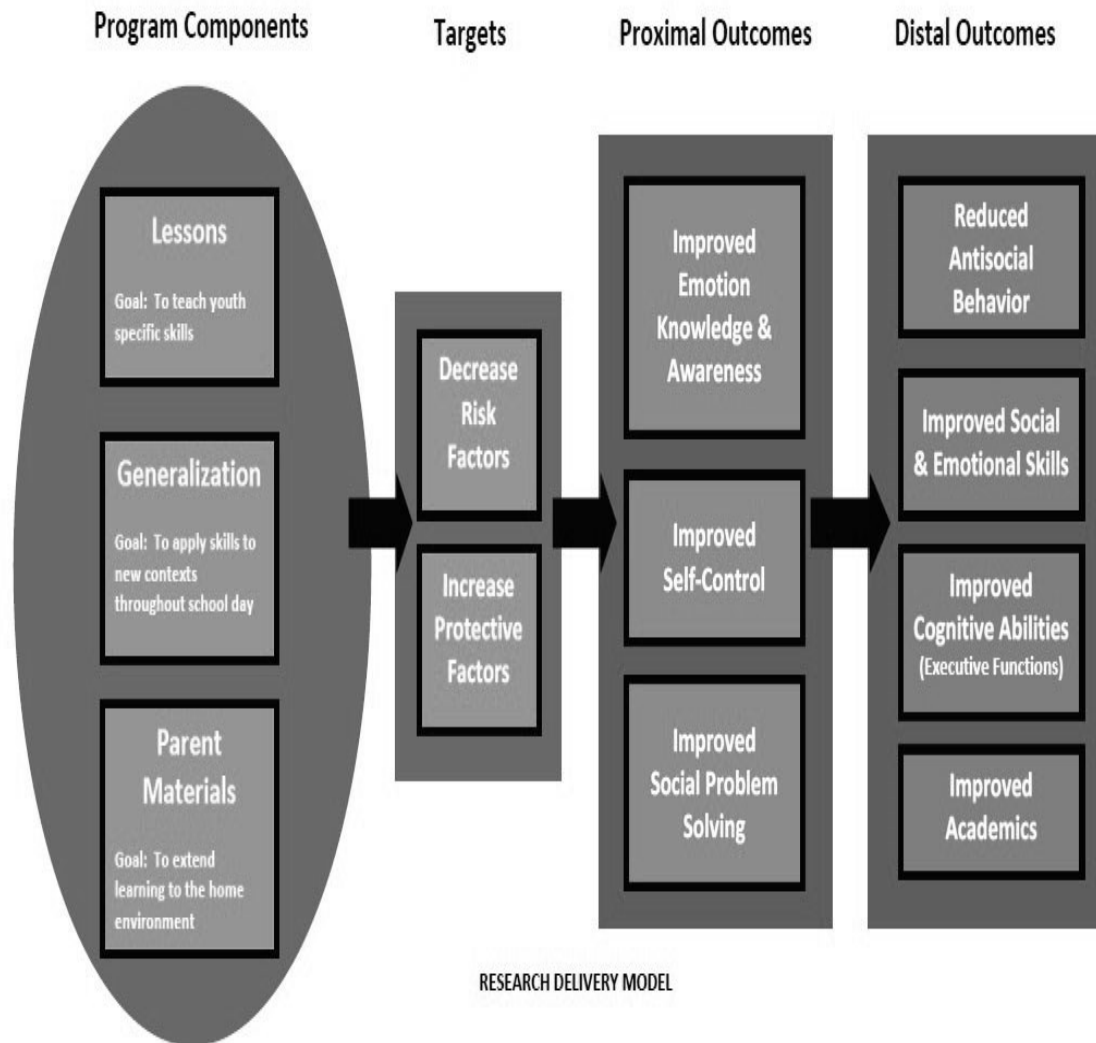 Program Components
Targets
Proximal Outcomes
Distal Outcomes
Lessons
Goal: To teach youth
specific skills
Generalization
Goal: To apply skills to
new contexts
throughout school day
Parent
Materials
Goal: To extend
learning to the home
environment
Decrease
Risk
Factors
Increase
Protective
Factors
Improved
Emotion
Knowledge &
Awareness
Improved
Self-Control
Improved
Social Problem
Solving
Reduced
Antisocial
Behavior
Improved Social
& Emotional Skills
Improved
Cognitive Abilities
(Executive Functions)
Improved
Academics
RESEARCH DELIVERY MODEL